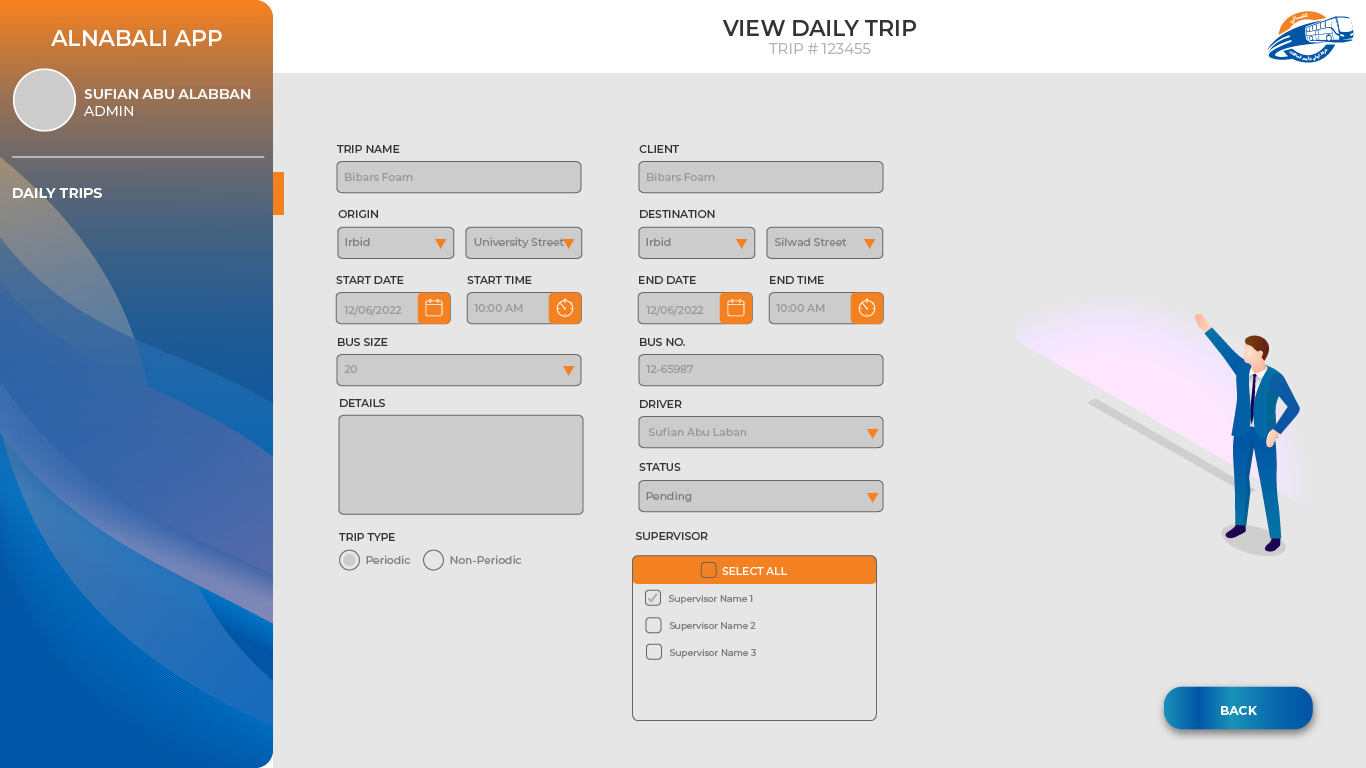 ALNABALI APP
SUFIAN ABU ALABBAN
ADMIN
DAILY TRIPS
VIEW DAILY TRIP
TRIP # 123455
TRIP NAME
Bibars Foam
CLIENT
Bibars Foam
ORIGIN
Irbid
University Street
DESTINATION
Irbid
Silwad Street
START DATE
12/06/2022
START TIME
10:00 AM
END DATE
12/06/2022
END TIME
10:00 AM
BUS SIZE
20
BUS NO.
12-65987
DETAILS
DRIVER
Sufian Abu Laban
STATUS
Pending
TRIP TYPE
Periodic
Non-Periodic
SUPERVISOR
SELECT ALL
Supervisor Name 1
Supervisor Name 2
Supervisor Name 3
BACK